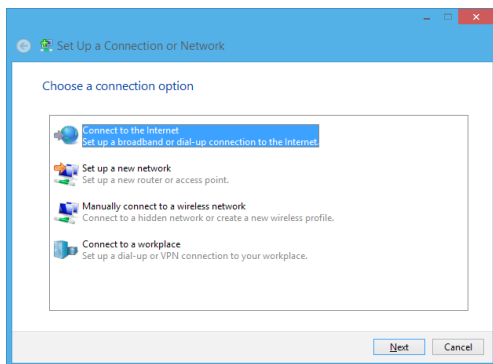 Set Up a Connection or Network
Choose a connection option
Connect to the Internet
Set up a broadband or dial-up connection to the Internet.
Set up a new network
Set up a new router or access point.
Manually connect to a wireless network
Connect to a hidden network or create a new wireless profile.
Connect to a workplace
Set up a dial-up or VPN connection to your workplace.
Next Cancel